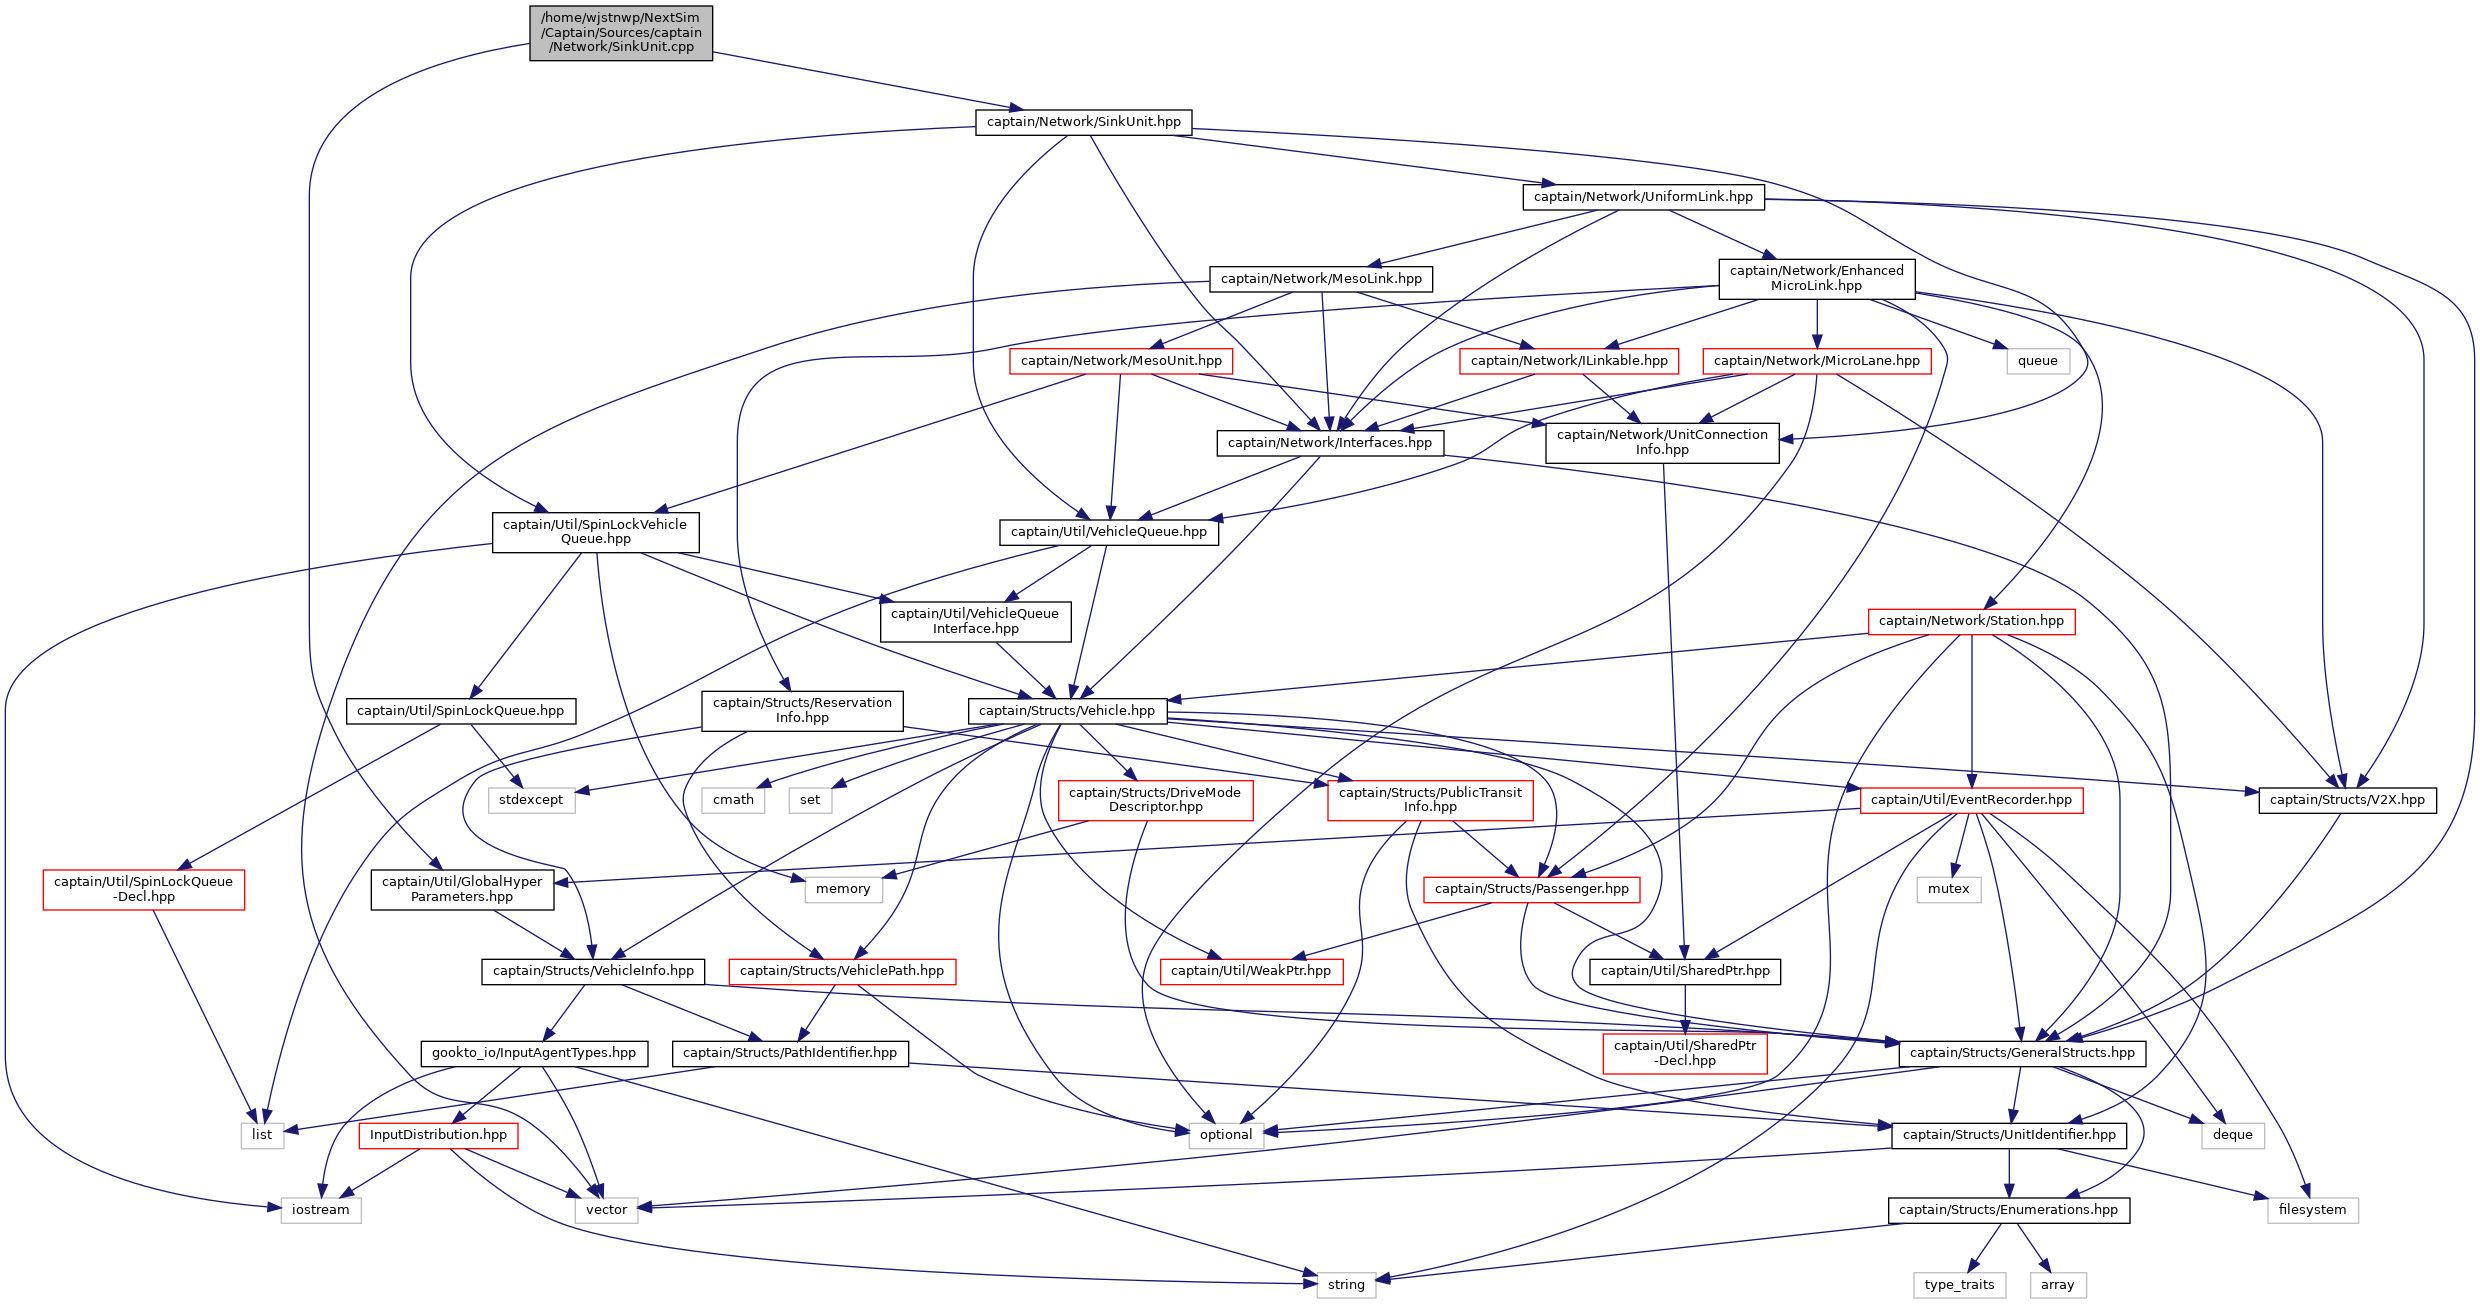 /home/wjstnwp/NextSim
/Captain/Sources/captain
/Network/SinkUnit.cpp
captain/Network/SinkUnit.hpp
captain/Network/UniformLink.hpp
captain/Network/MesoLink.hpp
captain/Network/Enhanced
MicroLink.hpp
captain/Network/MesoUnit.hpp
captain/Network/ILinkable.hpp
captain/Network/MicroLane.hpp
queue
captain/Network/Interfaces.hpp
captain/Network/UnitConnection
Info.hpp
captain/Util/SpinLockVehicle
Queue.hpp
captain/Util/VehicleQueue.hpp
captain/Util/VehicleQueue
Interface.hpp
captain/Network/Station.hpp
captain/Util/SpinLockQueue.hpp
captain/Structs/Reservation
Info.hpp
captain/Structs/Vehicle.hpp
stdexcept
cmath
set
captain/Structs/DriveMode
Descriptor.hpp
captain/Structs/PublicTransit
Info.hpp
captain/Util/EventRecorder.hpp
captain/Structs/V2X.hpp
captain/Util/SpinLockQueue
-Decl.hpp
captain/Util/GlobalHyper
Parameters.hpp
memory
captain/Structs/Passenger.hpp
mutex
captain/Structs/VehicleInfo.hpp
captain/Structs/VehiclePath.hpp
captain/Util/WeakPtr.hpp
captain/Util/SharedPtr.hpp
gookto_io/InputAgentTypes.hpp
captain/Structs/PathIdentifier.hpp
captain/Util/SharedPtr
-Decl.hpp
captain/Structs/GeneralStructs.hpp
list
InputDistribution.hpp
optional
captain/Structs/UnitIdentifier.hpp
deque
iostream
vector
captain/Structs/Enumerations.hpp
filesystem
string
type_traits
array